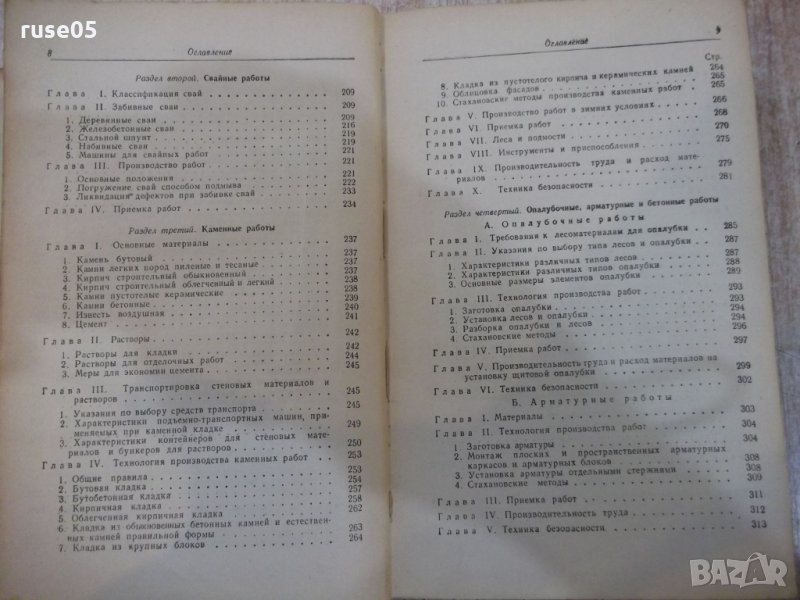 ruse05
8 Оглавление
Раздел второй. Свайные работы
Глава I. Классификация свай 209
Глава II. Забивные сваи 209
1. Деревянные сваи 209
2. Железобетонные сваи 216
3. Стальной шпунт 219
4. Набивные сваи 219
5. Машины для свайных работ 221
Глава III. Производство работ 221
1. Основные положения 221
2. Погружение свай способом подмыва 222
3. Ликвидация дефектов при забивке свай 233
Глава IV. Приемка работ 234
Раздел третий. Каменные работы
Глава I. Основные материалы 237
1. Камень бутовый 237
2. Камни легких пород пиленые и тесаные 237
3. Кирпич строительный обыкновенный 237
4. Кирпич строительный облегченный и легкий 238
5. Камни пустотелые керамические 239
6. Камни бетонные 240
7. Известь воздушная 240
8. Цемент 241
Глава II. Растворы 242
1. Растворы для кладки 242
2. Растворы для отделочных работ 244
3. Меры для экономии цемента 245
Глава III. Транспортировка стеновых материалов и
растворов 245
1. Указания по выбору средств транспорта 245
2. Характеристики подъемно-транспортных машин, при-
меняемых при каменной кладке 249
3. Характеристики контейнеров для стеновых мате-
риалов и бункеров для растворов 250
Глава IV. Технология производства каменных работ 253
1. Общие правила 253
2. Бутовая кладка 254
3. Бутобетонная кладка 257
4. Кирпичная кладка 258
5. Облегченная кирпичная кладка 262
6. Кладка из обыкновенных бетонных камней и естествен-
ных камней правильной формы 263
7. Кладка из крупных блоков 264
Оглавление 9
Стр.
8. Кладка из пустотелого кирпича и керамических камней 264
9. Облицовка фасадов 265
10. Стахановские методы производства каменных работ 265
Глава V. Производство работ в зимних условиях 266
Глава VI. Приемка работ 268
Глава VII. Леса и подмости 270
Глава VIII. Инструменты и приспособления 275
Глава IX. Производительность труда и расход мате-
риалов 279
Глава X. Техника безопасности 281
Раздел четвертый. Опалубочные, арматурные и бетонные работы
А. Опалубочные работы
Глава I. Требования к лесоматериалам для опалубки 285
Глава II. Указания по выбору типа лесов и опалубки 287
1. Характеристики различных типов лесов 287
2. Характеристики различных типов опалубки 288
3. Основные размеры элементов опалубки 289
Глава III. Технология производства работ 293
1. Заготовка опалубки 293
2. Установка лесов и опалубки 294
3. Разборка опалубки и лесов 294
4. Стахановские методы 296
Глава IV. Приемка работ 297
Глава V. Производительность труда и расход материалов на
установку щитовой опалубки 299
Глава VI. Техника безопасности 302
Б. Арматурные работы
Глава I. Материалы 303
Глава II. Технология производства работ 304
1. Заготовка арматуры 304
2. Монтаж плоских и пространственных арматурных
каркасов и арматурных блоков 308
3. Установка арматуры отдельными стержнями 308
4. Стахановские методы 309
Глава III. Приемка работ 311
Глава IV. Производительность труда 312
Глава V. Техника безопасности 313
BAZAR